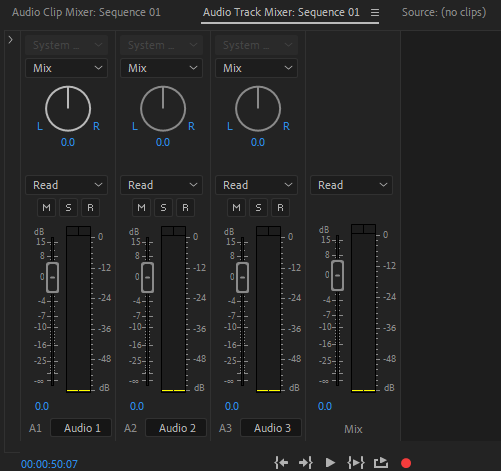 Audio Clip Mixer: Sequence 01 Audio Track Mixer: Sequence 01 Source: (no clips)
System ... System ... System ...
Mix Mix Mix
L R L R L R
0.0 0.0 0.0
Read Read Read Read
M S R M S R M S R
dB dB dB dB
15 0 15 0 15 0 15 0
8 8 8 8
0 -12 0 -12 0 -12 0 -12
-4 -24 -4 -24 -4 -24 -4 -24
-7 -7 -7 -7
-10 -36 -10 -36 -10 -36 -10 -36
-16 -16 -16 -16
-25 -48 -25 -48 -25 -48 -25 -48
-∞ dB -∞ dB -∞ dB -∞ dB
0.0 0.0 0.0 0.0
A1 Audio 1 A2 Audio 2 A3 Audio 3 Mix
00:00:50:07